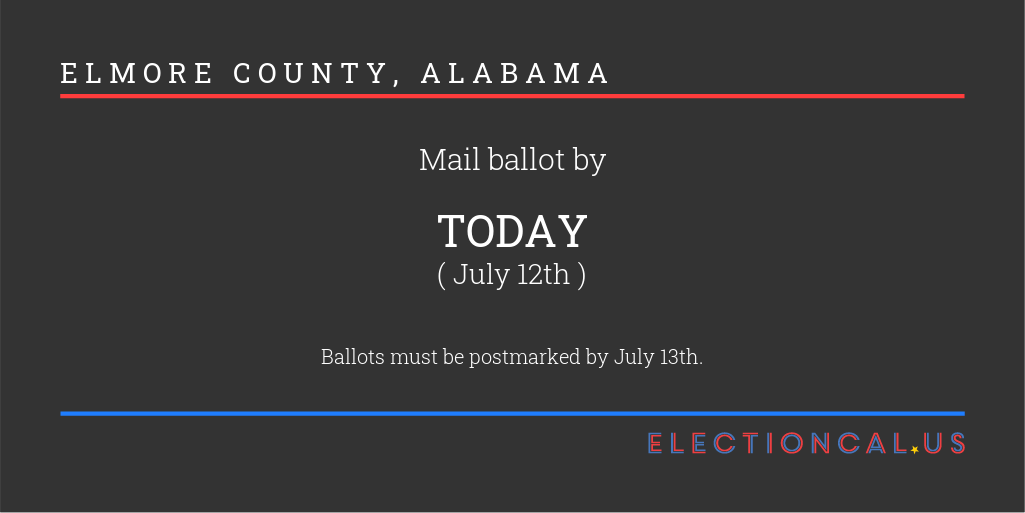 ELMORE COUNTY, ALABAMA
Mail ballot by
TODAY
( July 12th )
Ballots must be postmarked by July 13th.
ELECTIONCAL.US